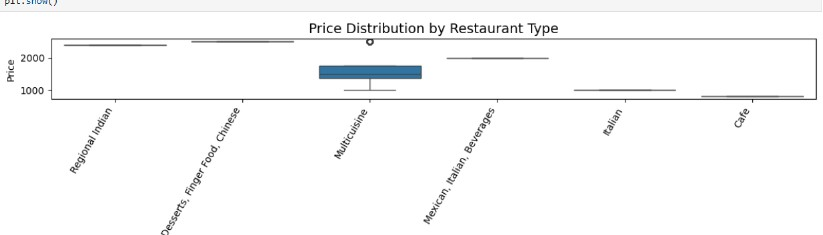 plt.show()
Price Distribution by Restaurant Type
Price
2000
1000
Regional Indian
Desserts, Finger Food, Chinese
Multicuisine
Mexican, Italian, Beverages
Italian
Cafe